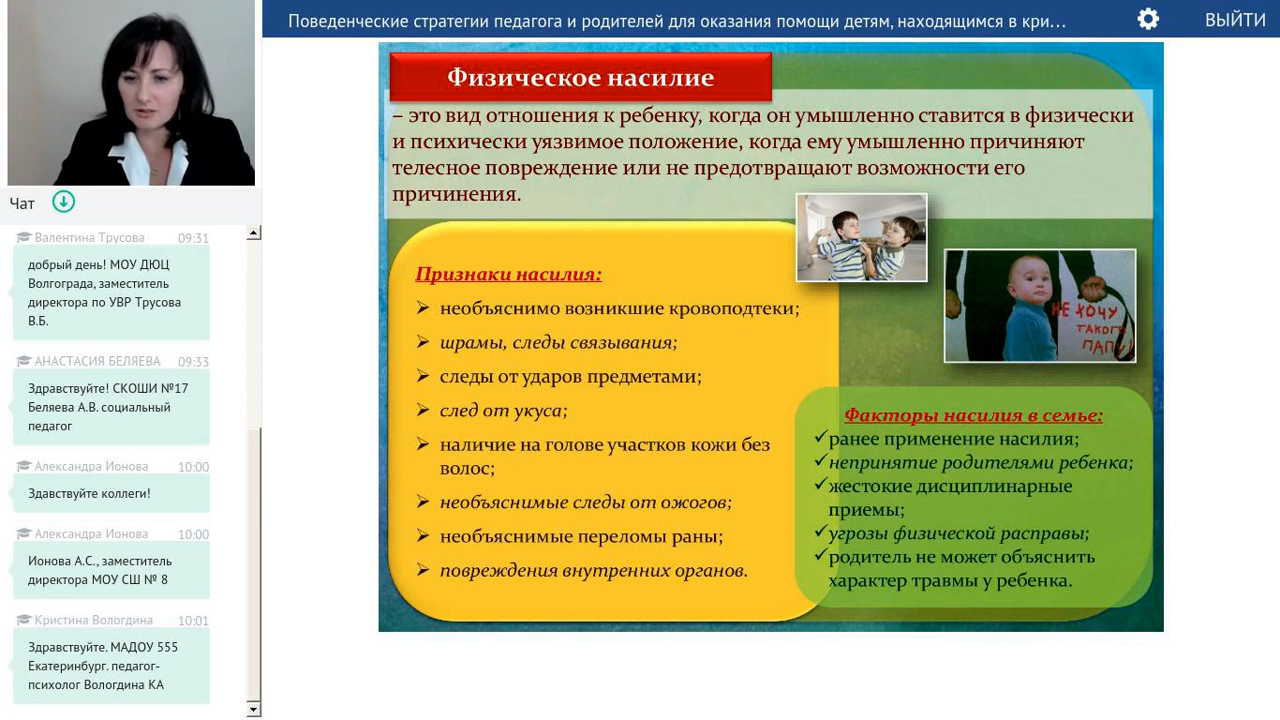 Поведенческие стратегии педагога и родителей для оказания помощи детям, находящимся в кри...
ВЫЙТИ
Чат
Валентина Трусова 09:31
добрый день! МОУ ДЮЦ
Волгограда, заместитель
директора по УВР Трусова
В.Б.
АНАСТАСИЯ БЕЛЯЕВА 09:33
Здравствуйте! СКОШИ №17
Беляева А.В. социальный
педагог
Александра Ионова 10:00
Здавствуйте коллеги!
Александра Ионова 10:00
Ионова А.С., заместитель
директора МОУ СШ № 8
Кристина Вологдина 10:01
Здравствуйте. МАДОУ 555
Екатеринбург. педагог-
психолог Вологдина КА
Физическое насилие
– это вид отношения к ребенку, когда он умышленно ставится в физически
и психически уязвимое положение, когда ему умышленно причиняют
телесное повреждение или не предотвращают возможности его
причинения.
Признаки насилия:
необъяснимо возникшие кровоподтеки;
шрамы, следы связывания;
следы от ударов предметами;
след от укуса;
наличие на голове участков кожи без
волос;
необъяснимые следы от ожогов;
необъяснимые переломы раны;
повреждения внутренних органов.
НЕ ХОЧУ
ТАКОГО
ПАПУ!
Факторы насилия в семье:
ранее применение насилия;
непринятие родителями ребенка;
жестокие дисциплинарные
приемы;
угрозы физической расправы;
родитель не может объяснить
характер травмы у ребенка.